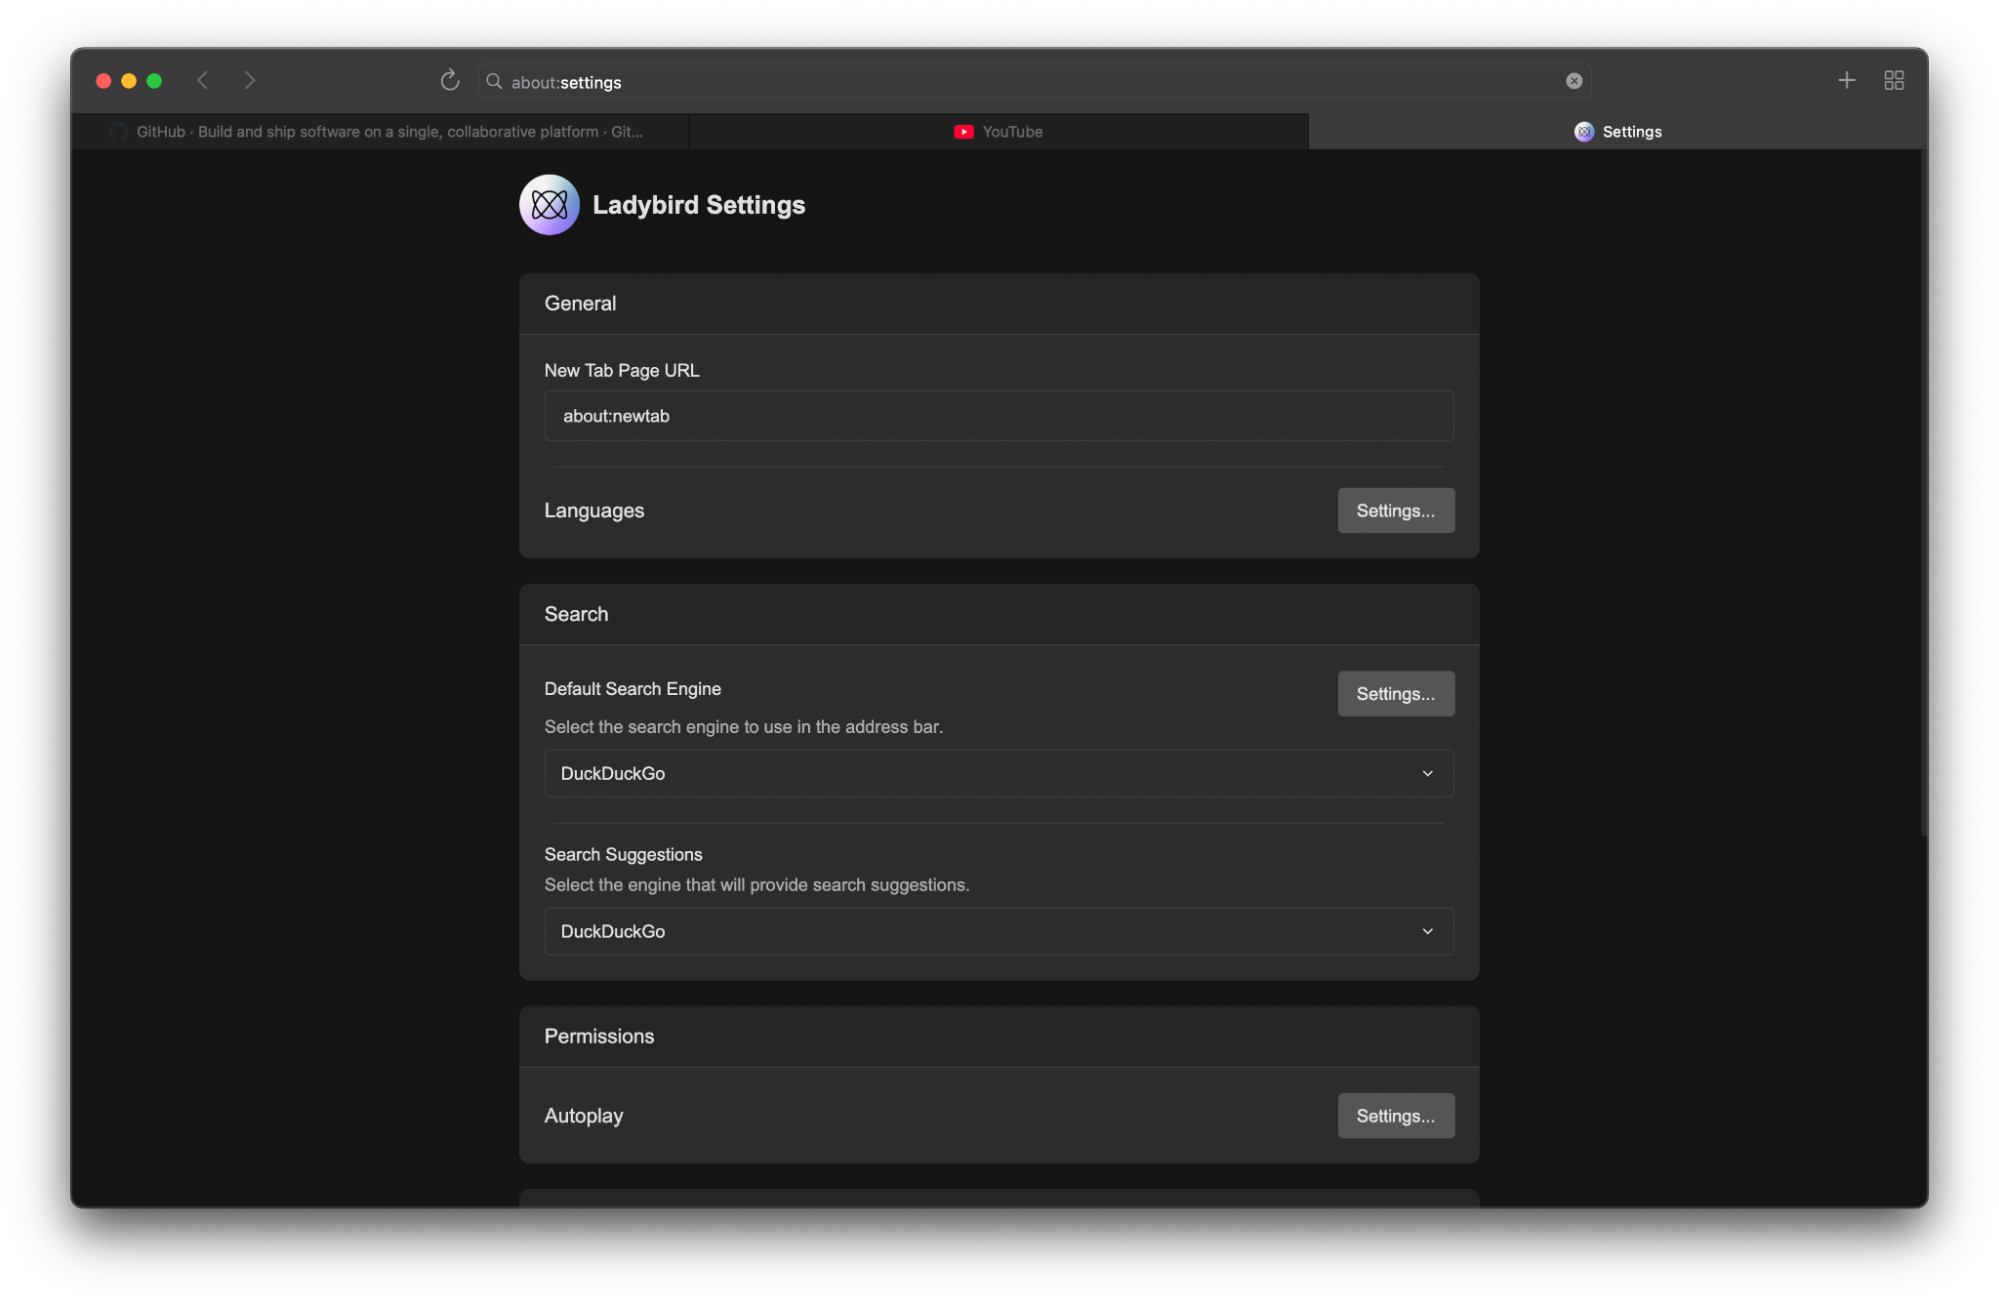 about:settings
GitHub · Build and ship software on a single, collaborative platform · Git...
YouTube
Settings
Ladybird Settings
General
New Tab Page URL
about:newtab
Languages
Settings...
Search
Default Search Engine
Settings...
Select the search engine to use in the address bar.
DuckDuckGo
Search Suggestions
Select the engine that will provide search suggestions.
DuckDuckGo
Permissions
Autoplay
Settings...